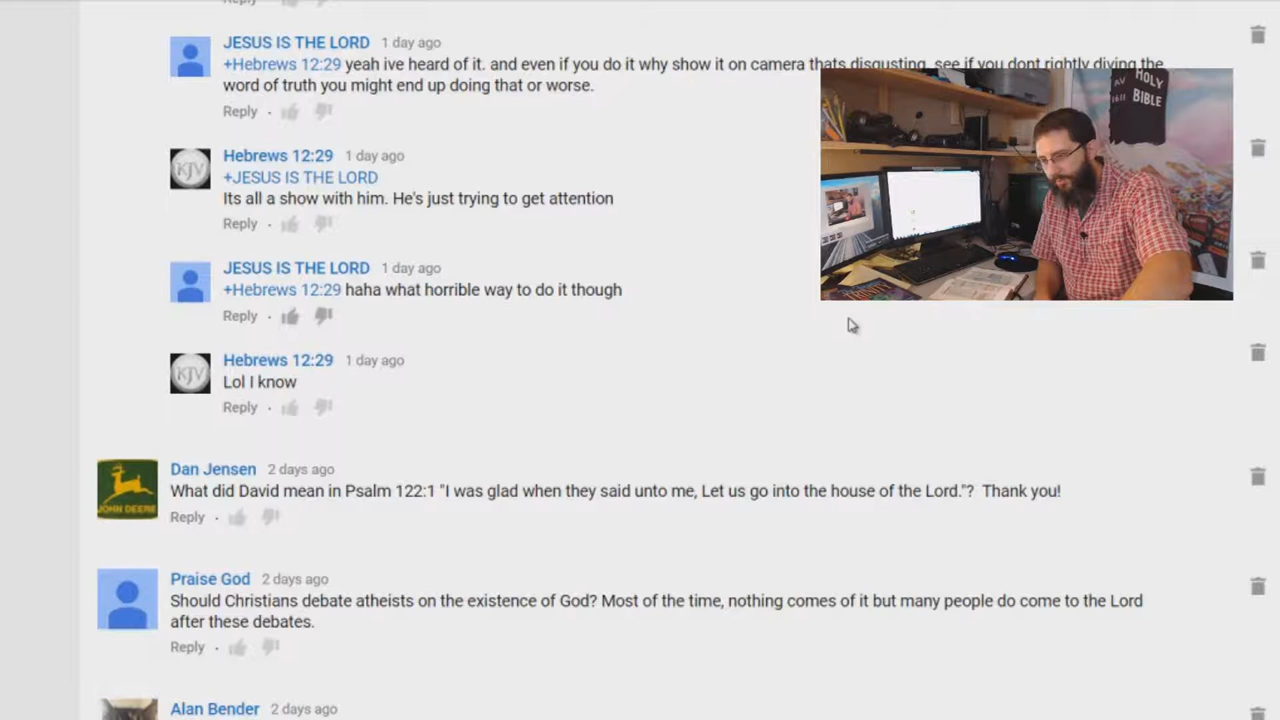 Reply
JESUS IS THE LORD 1 day ago
+Hebrews 12:29 yeah ive heard of it. and even if you do it why show it on camera thats disgusting. see if you dont rightly diving the
word of truth you might end up doing that or worse.
Reply
Hebrews 12:29 1 day ago
+JESUS IS THE LORD
Its all a show with him. He's just trying to get attention
Reply
JESUS IS THE LORD 1 day ago
+Hebrews 12:29 haha what horrible way to do it though
Reply
Hebrews 12:29 1 day ago
Lol I know
Reply
KJV
KJV
AV
1611
HOLY
BIBLE
Dan Jensen 2 days ago
What did David mean in Psalm 122:1 "I was glad when they said unto me, Let us go into the house of the Lord."? Thank you!
Reply
JOHN DEERE
Praise God 2 days ago
Should Christians debate atheists on the existence of God? Most of the time, nothing comes of it but many people do come to the Lord
after these debates.
Reply
Alan Bender 2 days ago